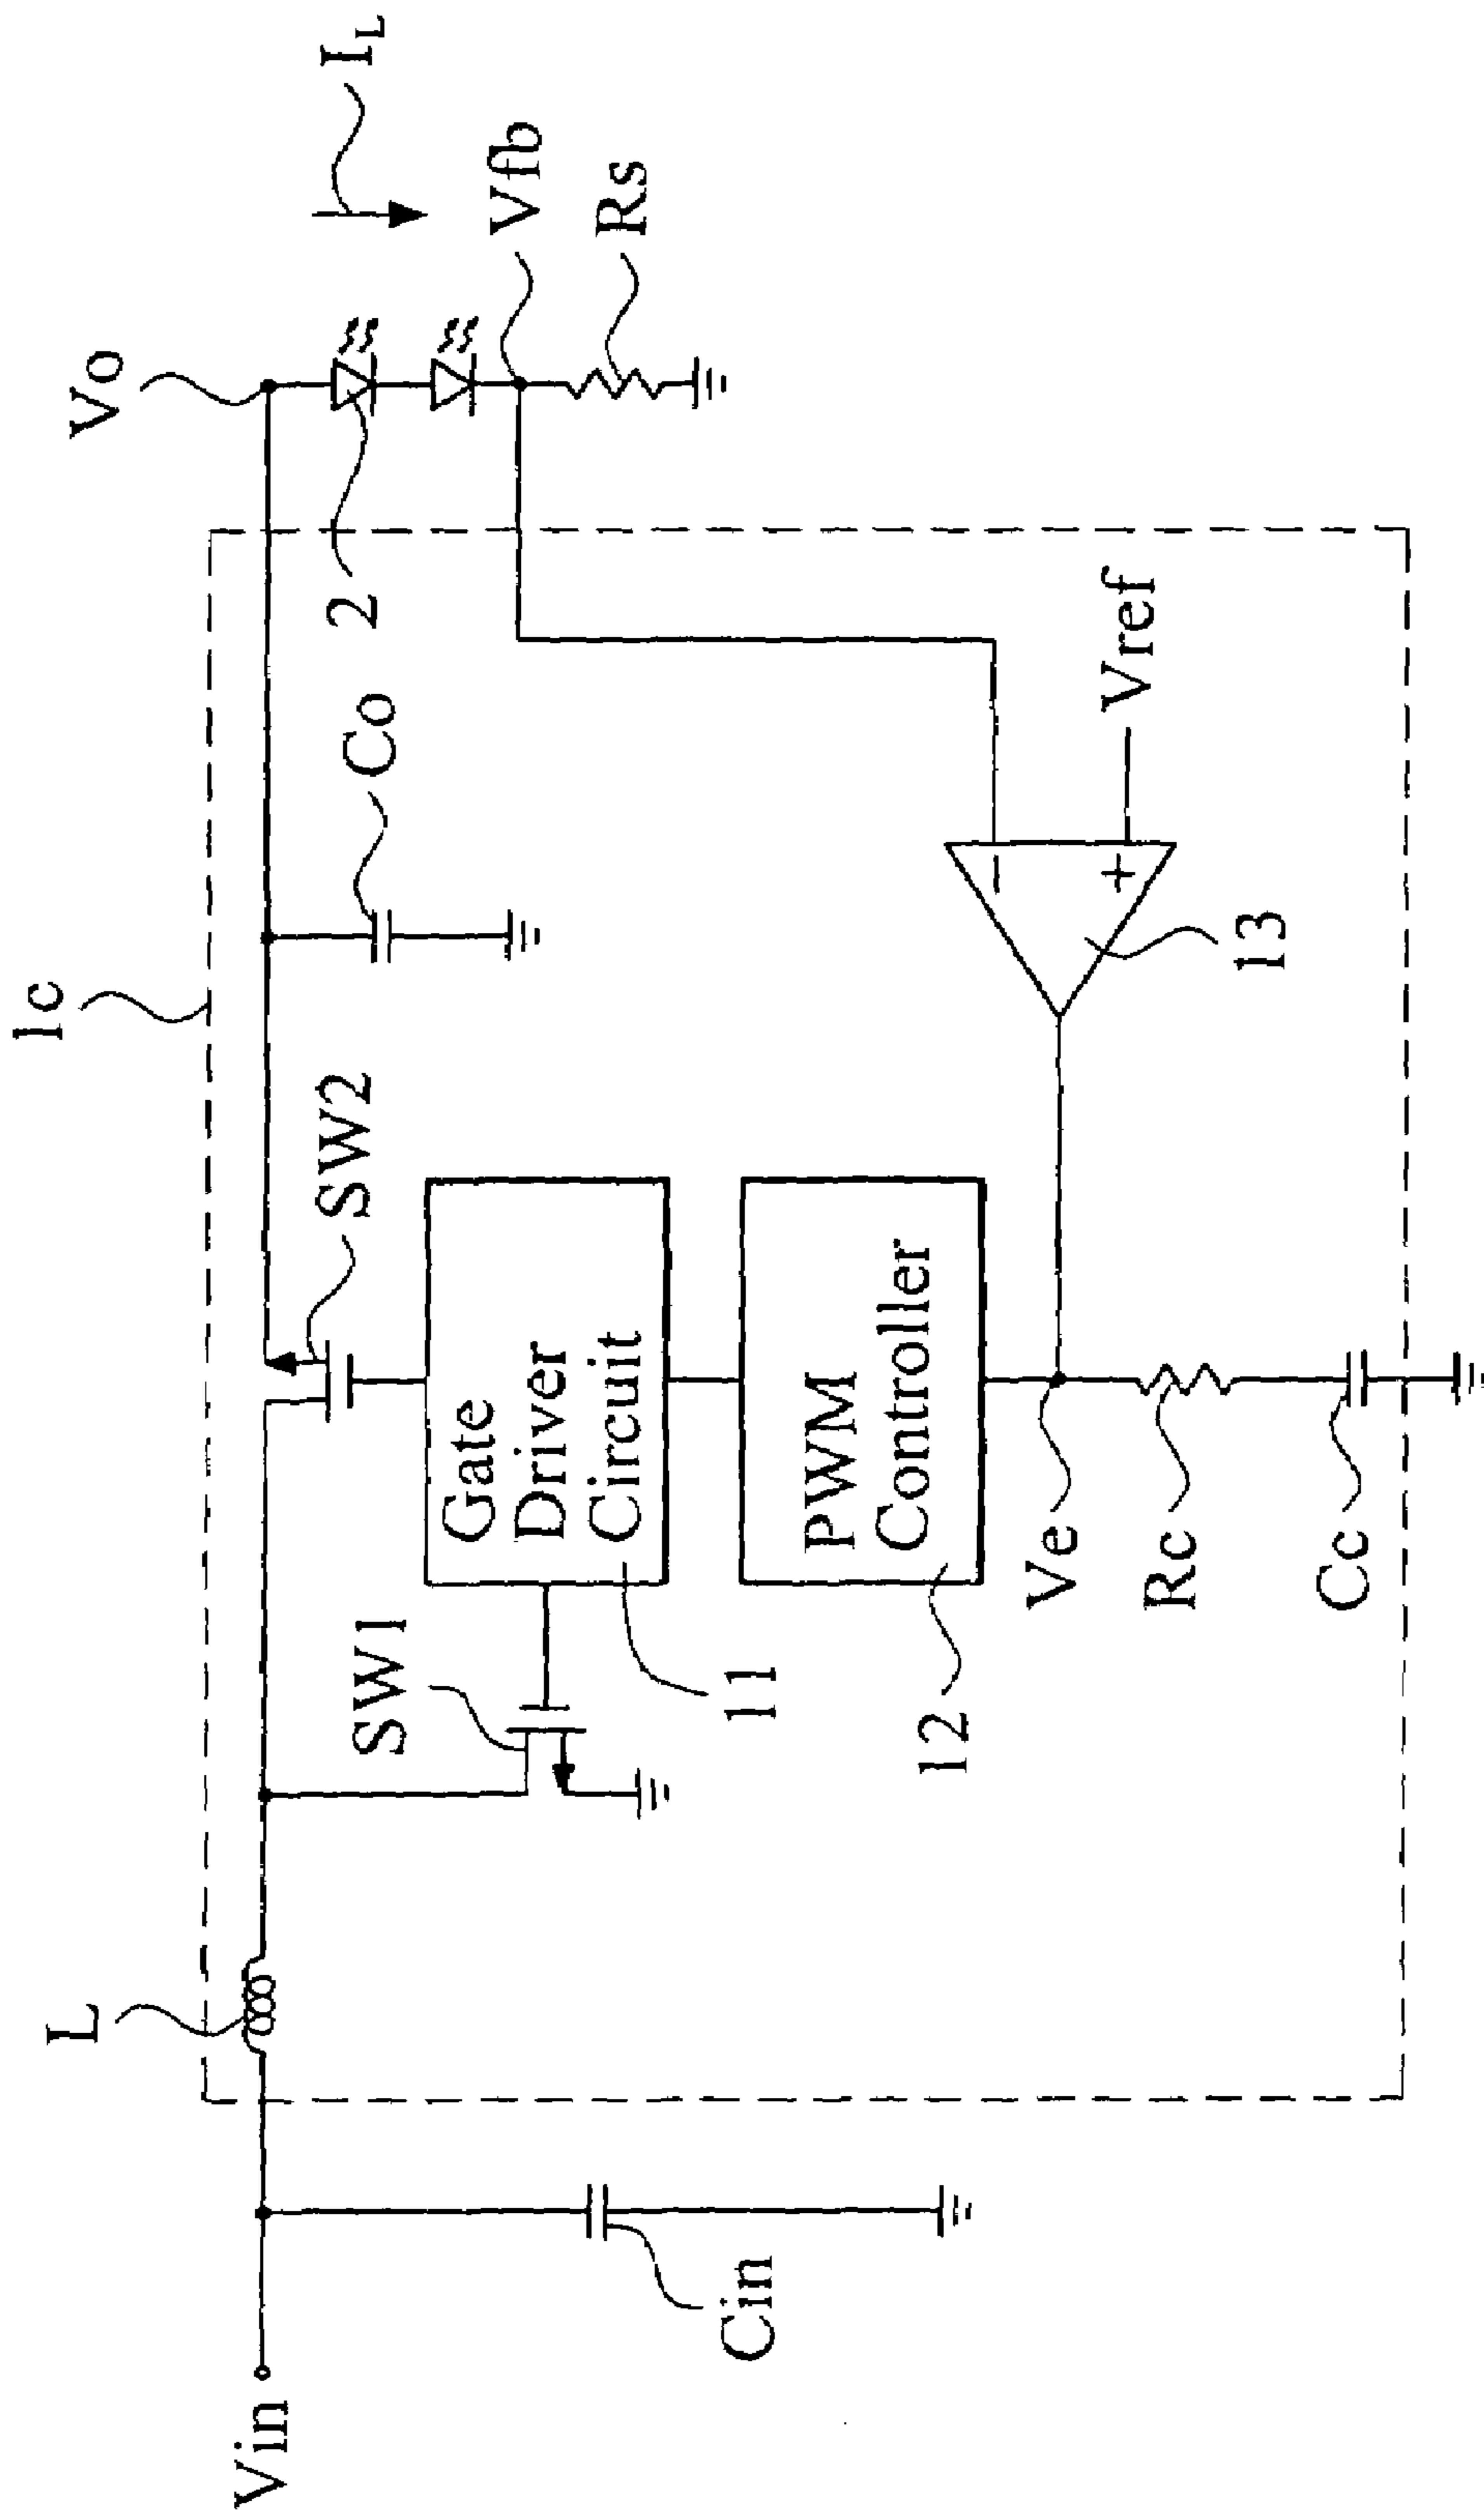 1c
L
Vo
I_L
Vin
SW2
Co
2
Vfb
Rs
SW1
Gate
Driver
Circuit
11
Cin
PWM
Controller
12
Ve
Rc
Cc
−
+
Vref
13